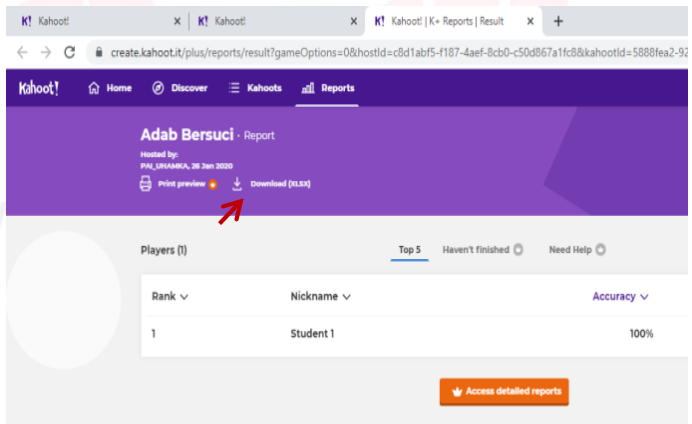 K! Kahoot! × K! Kahoot! × K! Kahoot! | K+ Reports | Result × +
create.kahoot.it/plus/reports/result?gameOptions=0&hostId=c8d1abf5-f187-4aef-8cb0-c50d867a1fc8&kahootId=5888fea2-92
Kahoot! Home Discover Kahoots Reports
Adab Bersuci · Report
Hosted by:
PAI_UHAMKA, 26 Jan 2020
Print preview Download (XLSX)
Players (1) Top 5 Haven't finished Need Help
Rank Nickname Accuracy
1 Student 1 100%
Access detailed reports